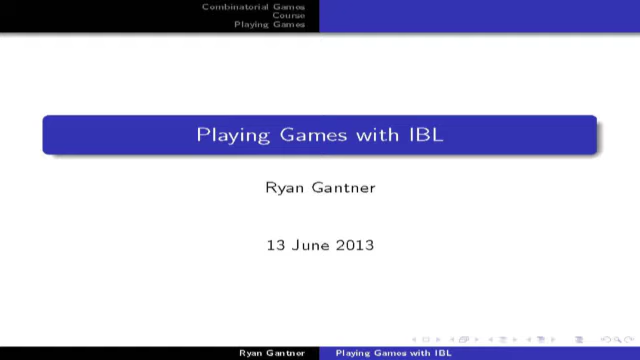 Combinatorial Games
Course
Playing Games
Playing Games with IBL
Ryan Gantner
13 June 2013
Ryan Gantner
Playing Games with IBL